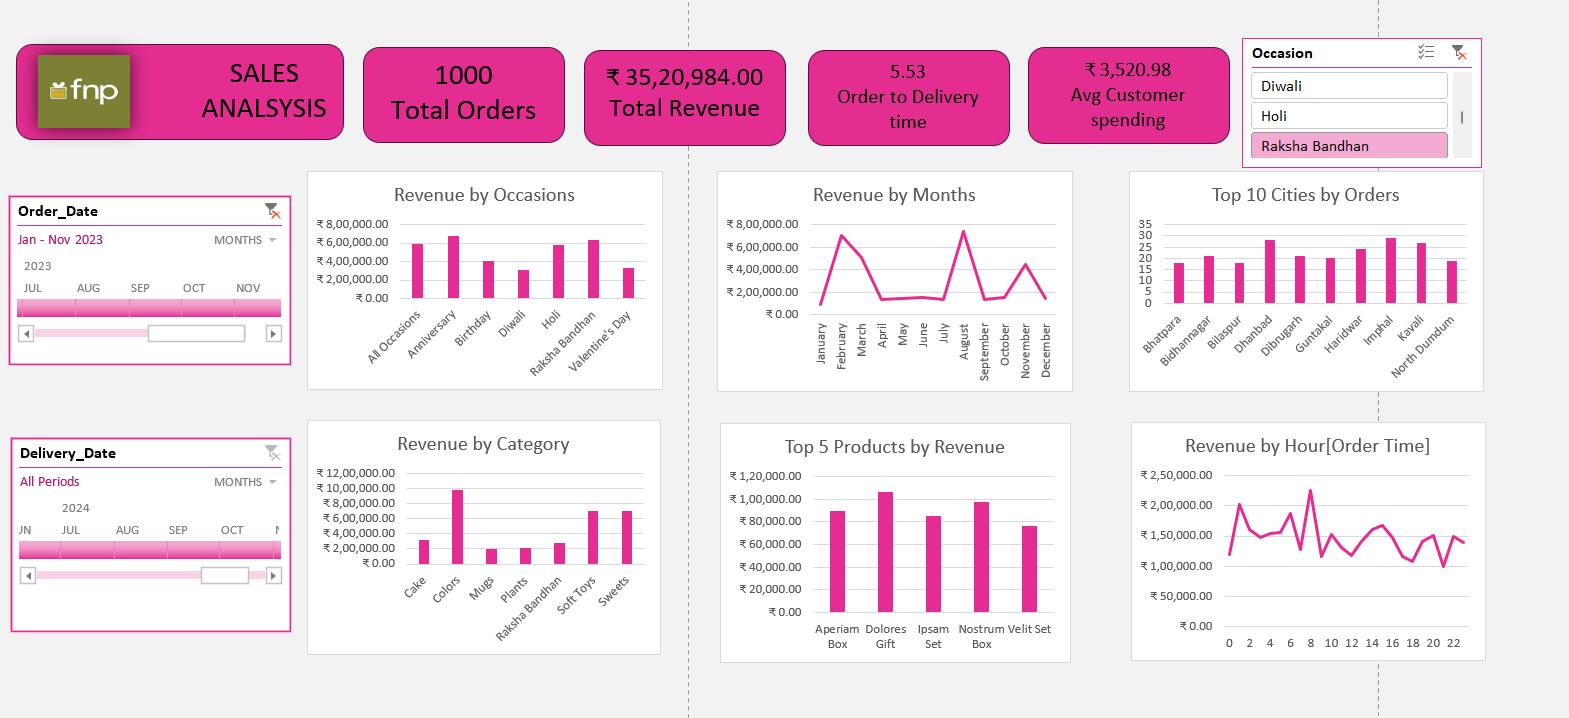 fnp
SALES
ANALSYSIS
1000
Total Orders
₹ 35,20,984.00
Total Revenue
5.53
Order to Delivery
time
₹ 3,520.98
Avg Customer
spending
Occasion
Diwali
Holi
Raksha Bandhan
Order_Date
Jan - Nov 2023
MONTHS
2023
JUL AUG SEP OCT NOV
Revenue by Occasions
₹ 8,00,000.00
₹ 6,00,000.00
₹ 4,00,000.00
₹ 2,00,000.00
₹ 0.00
All Occasions
Anniversary
Birthday
Diwali
Holi
Raksha Bandhan
Valentine's Day
Revenue by Months
₹ 8,00,000.00
₹ 6,00,000.00
₹ 4,00,000.00
₹ 2,00,000.00
₹ 0.00
January
February
March
April
May
June
July
August
September
October
November
December
Top 10 Cities by Orders
35
30
25
20
15
10
5
0
Bhatpara
Bidhannagar
Bilaspur
Dhanbad
Dibrugarh
Guntakal
Haridwar
Imphal
Kavali
North Dumdum
Delivery_Date
All Periods
MONTHS
2024
JN JUL AUG SEP OCT
Revenue by Category
₹ 12,00,000.00
₹ 10,00,000.00
₹ 8,00,000.00
₹ 6,00,000.00
₹ 4,00,000.00
₹ 2,00,000.00
₹ 0.00
Cake
Colors
Mugs
Plants
Raksha Bandhan
Soft Toys
Sweets
Top 5 Products by Revenue
₹ 1,20,000.00
₹ 1,00,000.00
₹ 80,000.00
₹ 60,000.00
₹ 40,000.00
₹ 20,000.00
₹ 0.00
Aperiam Dolores Ipsam Nostrum Velit Set
Box Gift Set Box
Revenue by Hour[Order Time]
₹ 2,50,000.00
₹ 2,00,000.00
₹ 1,50,000.00
₹ 1,00,000.00
₹ 50,000.00
₹ 0.00
0 2 4 6 8 10 12 14 16 18 20 22